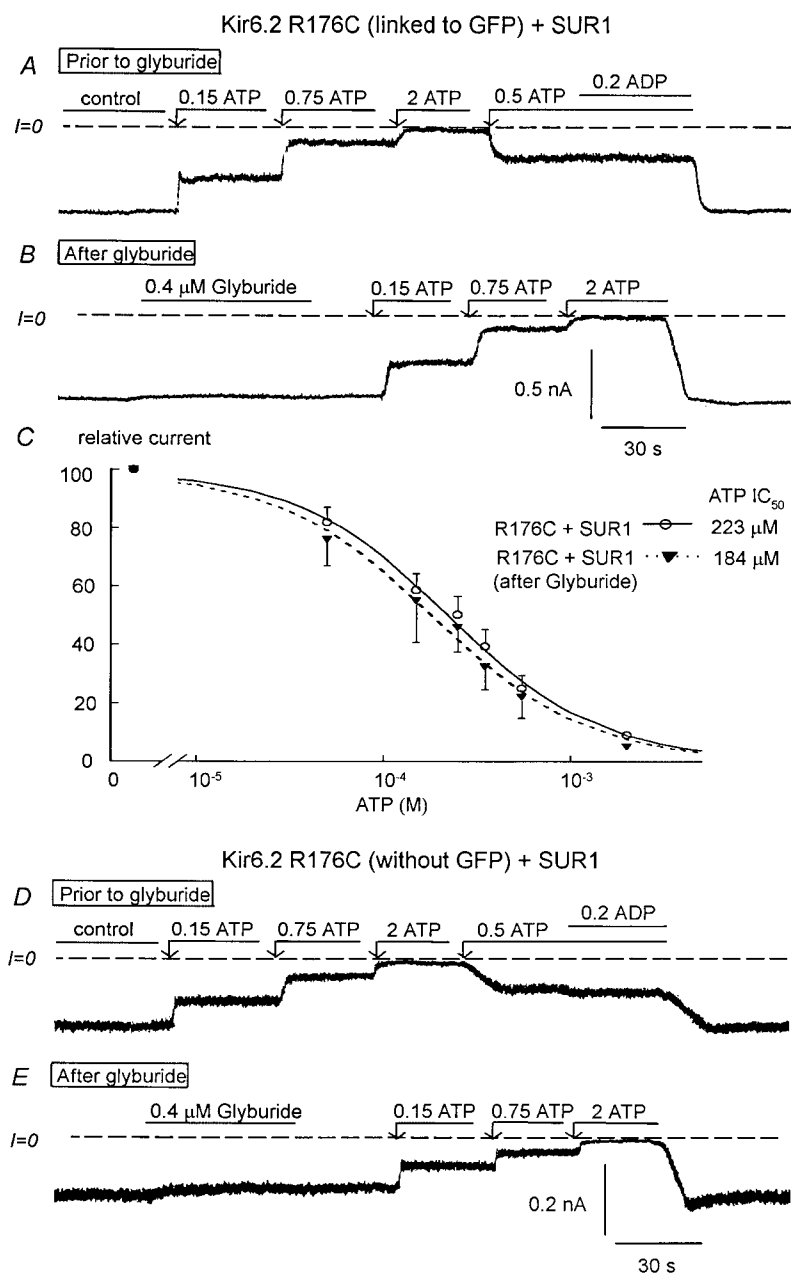 Kir6.2 R176C (linked to GFP) + SUR1
A Prior to glyburide
control 0.15 ATP 0.75 ATP 2 ATP 0.5 ATP 0.2 ADP
I=0
B After glyburide
0.4 μM Glyburide 0.15 ATP 0.75 ATP 2 ATP
I=0
0.5 nA
30 s
C relative current
100
80
60
40
20
0
0 10⁻⁵ 10⁻⁴ 10⁻³
ATP (M)
ATP IC₅₀
R176C + SUR1 223 μM
R176C + SUR1 184 μM
(after Glyburide)
Kir6.2 R176C (without GFP) + SUR1
D Prior to glyburide
control 0.15 ATP 0.75 ATP 2 ATP 0.5 ATP 0.2 ADP
I=0
E After glyburide
0.4 μM Glyburide 0.15 ATP 0.75 ATP 2 ATP
I=0
0.2 nA
30 s